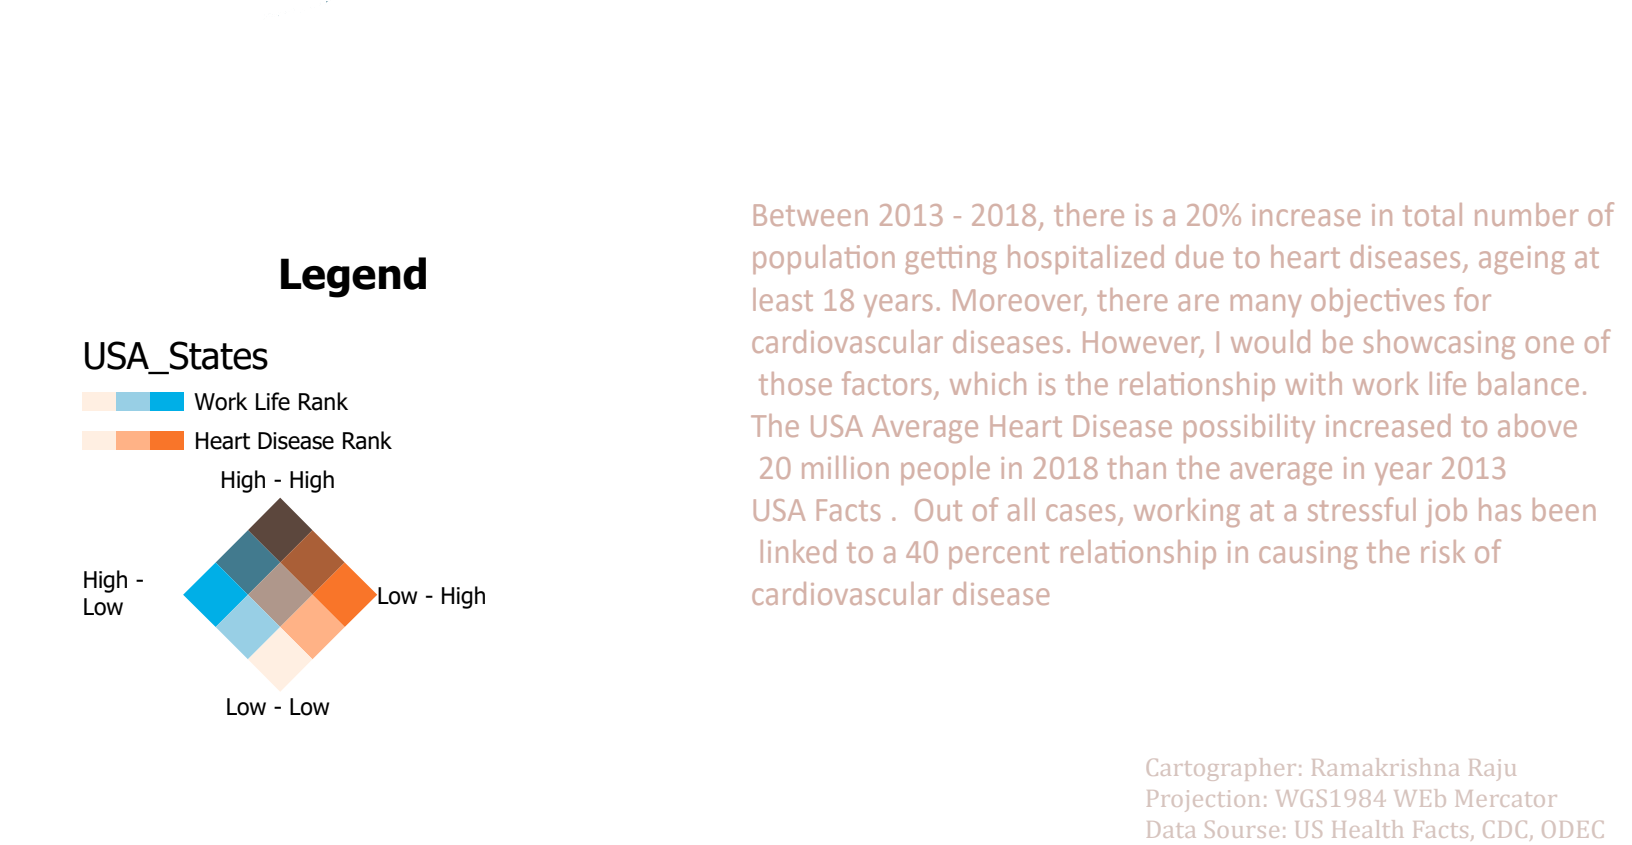 Legend
USA_States
Work Life Rank
Heart Disease Rank
High - High
High -
Low
Low - High
Low - Low
Between 2013 - 2018, there is a 20% increase in total number of
population getting hospitalized due to heart diseases, ageing at
least 18 years. Moreover, there are many objectives for
cardiovascular diseases. However, I would be showcasing one of
those factors, which is the relationship with work life balance.
The USA Average Heart Disease possibility increased to above
20 million people in 2018 than the average in year 2013
USA Facts .  Out of all cases, working at a stressful job has been
linked to a 40 percent relationship in causing the risk of
cardiovascular disease
Cartographer: Ramakrishna Raju
Projection: WGS1984 WEb Mercator
Data Sourse: US Health Facts, CDC, ODEC